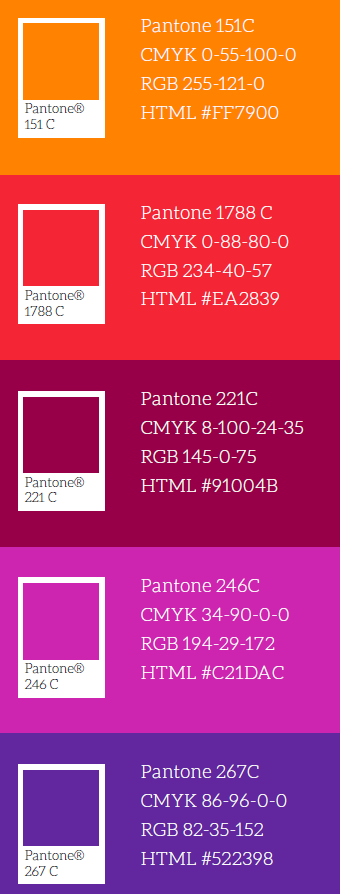 Pantone 151C
CMYK 0-55-100-0
RGB 255-121-0
HTML #FF7900
Pantone®
151 C
Pantone 1788 C
CMYK 0-88-80-0
RGB 234-40-57
HTML #EA2839
Pantone®
1788 C
Pantone 221C
CMYK 8-100-24-35
RGB 145-0-75
HTML #91004B
Pantone®
221 C
Pantone 246C
CMYK 34-90-0-0
RGB 194-29-172
HTML #C21DAC
Pantone®
246 C
Pantone 267C
CMYK 86-96-0-0
RGB 82-35-152
HTML #522398
Pantone®
267 C